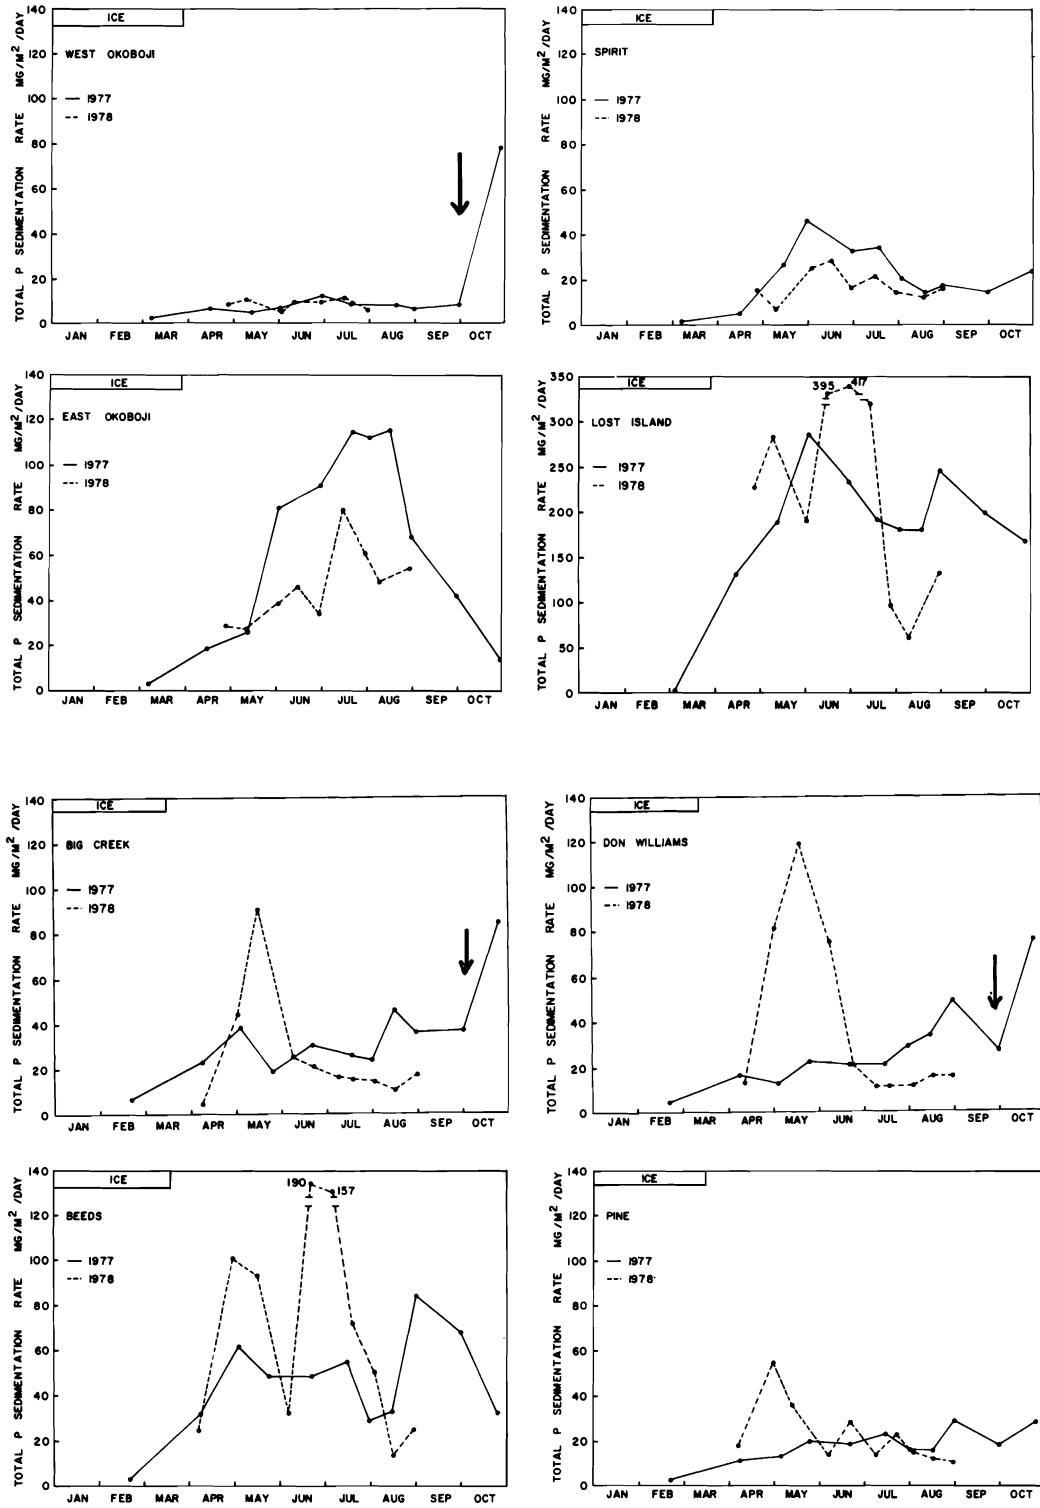 TOTAL P SEDIMENTATION RATE MG/M²/DAY
140
120
100
80
60
40
20
0
ICE
WEST OKOBOJI
1977
1978
JAN FEB MAR APR MAY JUN JUL AUG SEP OCT
TOTAL P SEDIMENTATION RATE MG/M²/DAY
140
120
100
80
60
40
20
0
ICE
SPIRIT
1977
1978
JAN FEB MAR APR MAY JUN JUL AUG SEP OCT
TOTAL P SEDIMENTATION RATE MG/M²/DAY
140
120
100
80
60
40
20
0
ICE
EAST OKOBOJI
1977
1978
JAN FEB MAR APR MAY JUN JUL AUG SEP OCT
TOTAL P SEDIMENTATION RATE MG/M²/DAY
350
300
250
200
150
100
50
0
ICE
395 417
LOST ISLAND
1977
1978
JAN FEB MAR APR MAY JUN JUL AUG SEP OCT
TOTAL P SEDIMENTATION RATE MG/M²/DAY
140
120
100
80
60
40
20
0
ICE
BIG CREEK
1977
1978
JAN FEB MAR APR MAY JUN JUL AUG SEP OCT
TOTAL P SEDIMENTATION RATE MG/M²/DAY
140
120
100
80
60
40
20
0
ICE
DON WILLIAMS
1977
1978
JAN FEB MAR APR MAY JUN JUL AUG SEP OCT
TOTAL P SEDIMENTATION RATE MG/M²/DAY
140
120
100
80
60
40
20
0
ICE
190 157
BEEDS
1977
1978
JAN FEB MAR APR MAY JUN JUL AUG SEP OCT
TOTAL P SEDIMENTATION RATE MG/M²/DAY
140
120
100
80
60
40
20
0
ICE
PINE
1977
1978
JAN FEB MAR APR MAY JUN JUL AUG SEP OCT